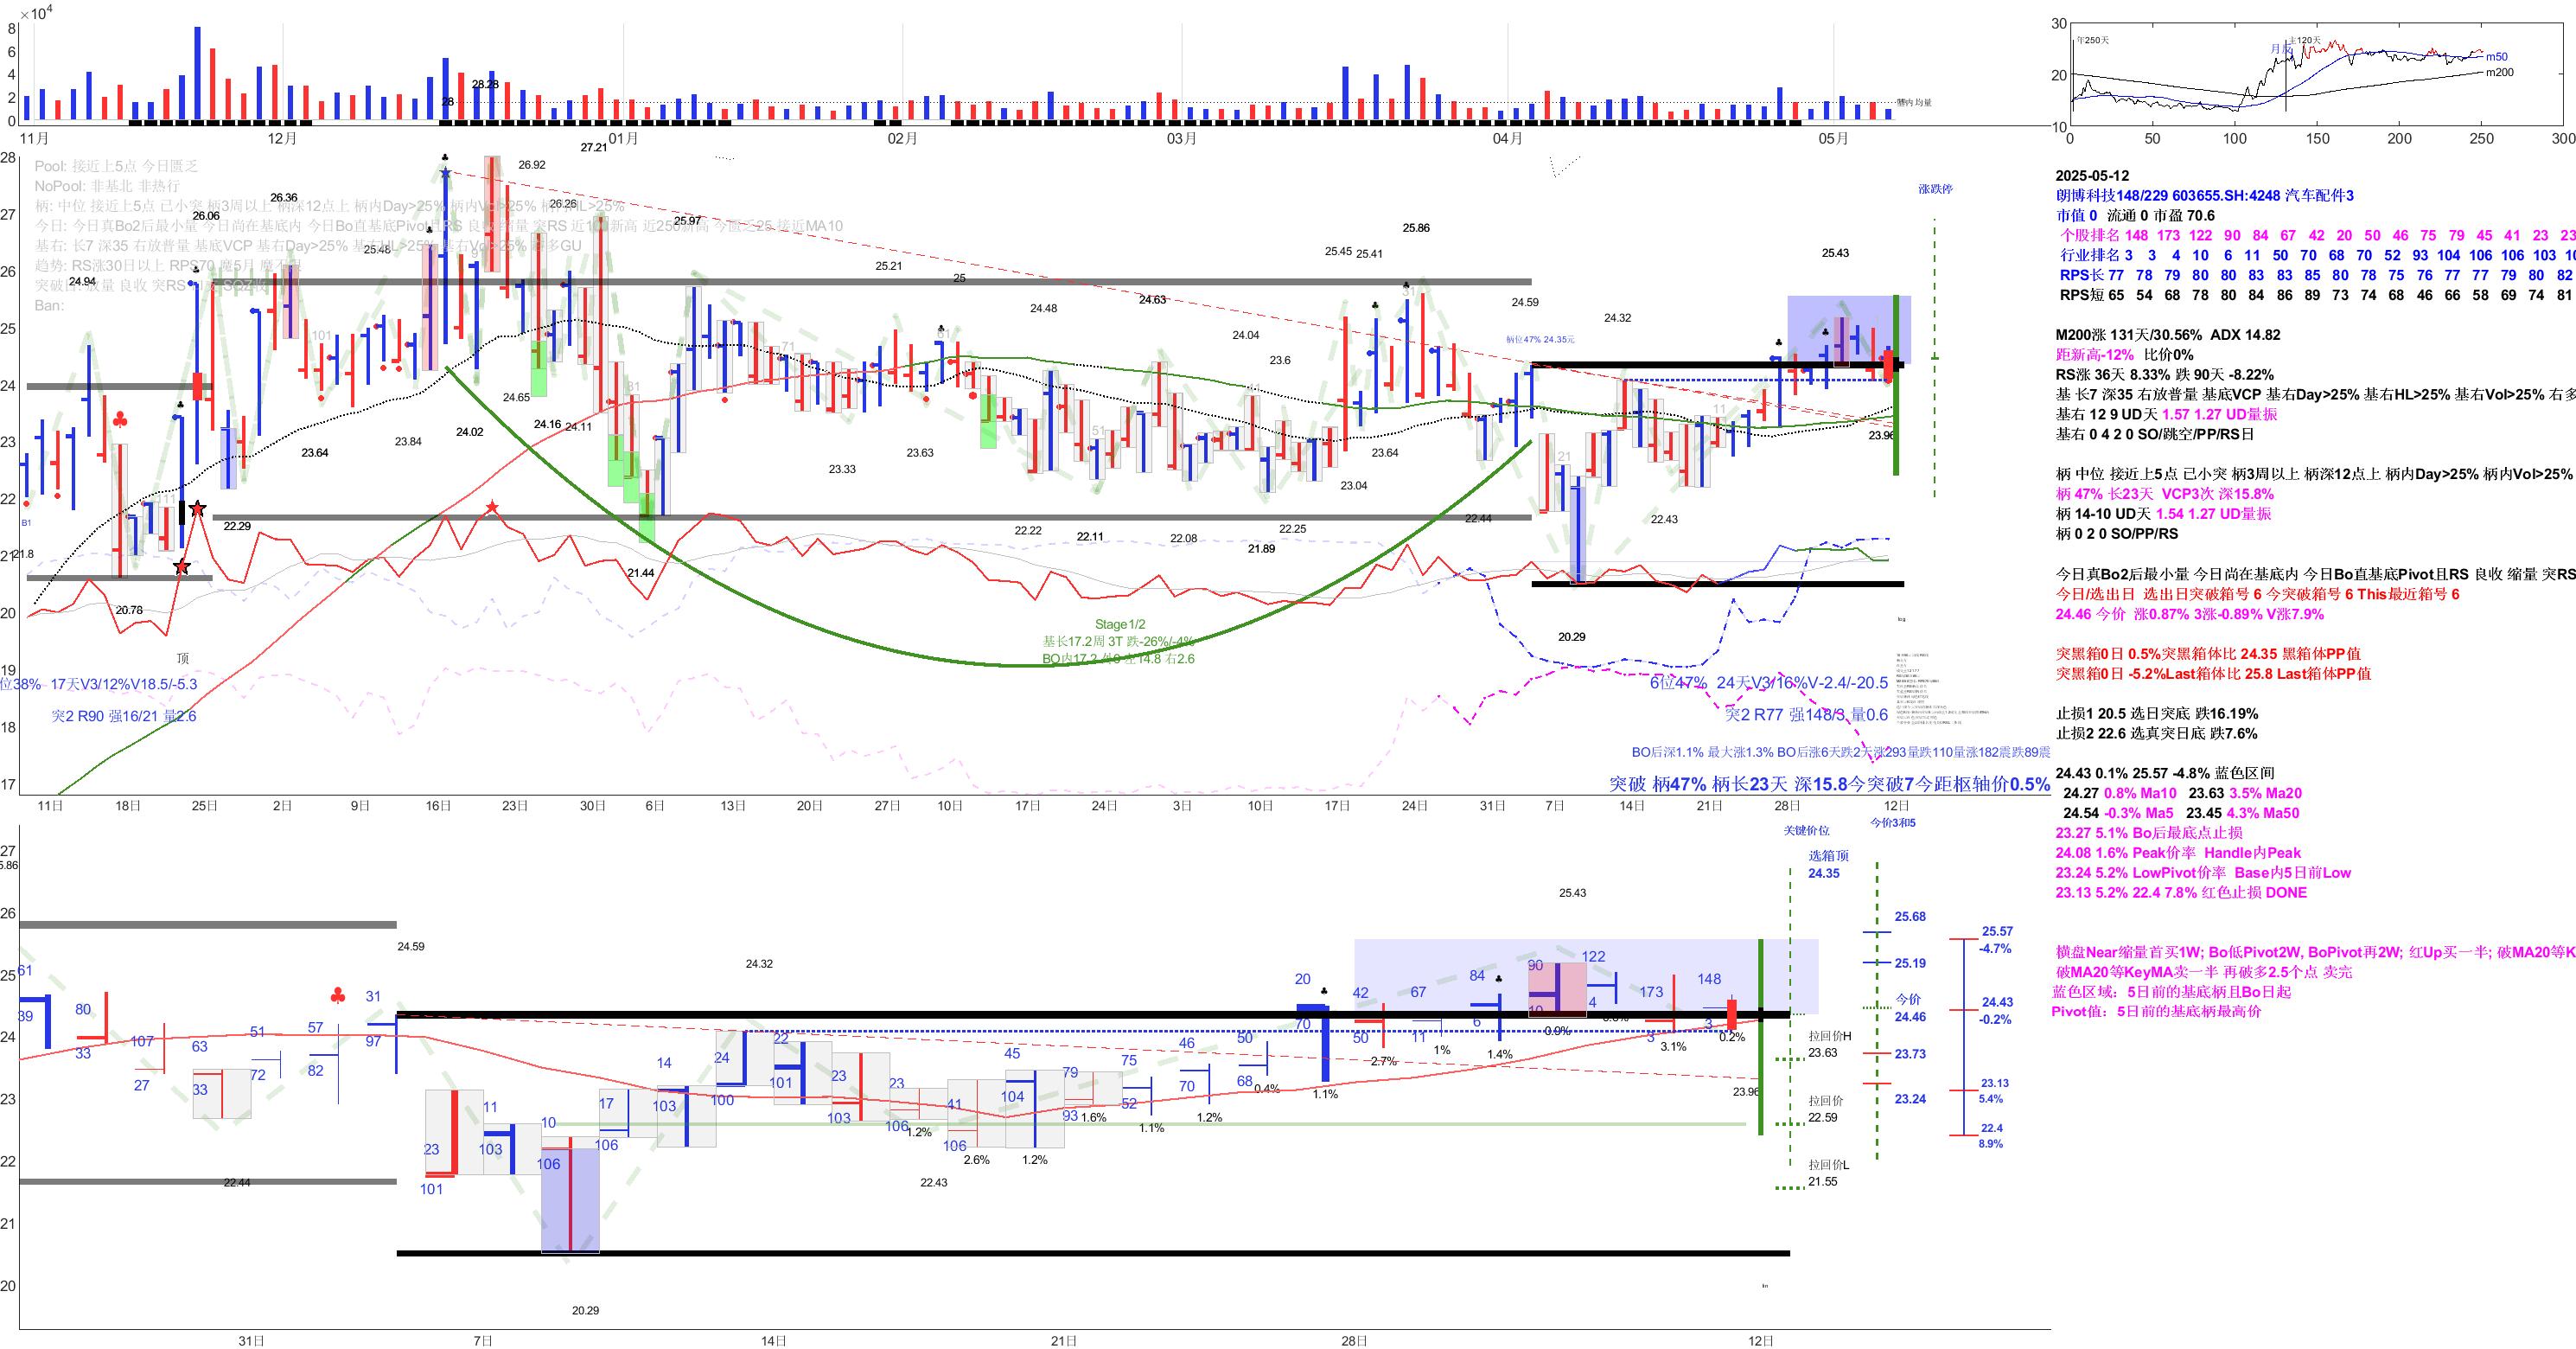 ×10⁴
8
6
4
2
0
28
28.28
柄内 均量
11月
12月
01月
02月
03月
04月
05月
30
20
10
年250天
月反
主120天
m50
m200
0
50
100
150
200
250
300
28
27
26
25
24
23
22
21
20
19
18
17
Pool: 接近上5点 今日匮乏
NoPool: 非基北 非热行
柄: 中位 接近上5点 已小突 柄3周以上 柄深12点上 柄内Day>25% 柄内Vol>25% 柄内HL>25%
今日: 今日真Bo2后最小量 今日尚在基底内 今日Bo直基底Pivot且RS 良收 缩量 突RS
接近MA10
基右: 长7 深35 右放普量 基底VCP 基右Day>25% 基右HL>25% 基右Vol>25%
趋势: RS涨30日以上 RPS70
Ban:
24.94
26.06
26.36
25.48
26.92
27.21
26.26
25.97
25.21
25
24.48
24.63
24.04
23.6
25.45
25.41
25.86
24.59
24.32
25.43
涨跌停
柄位47% 24.35元
101
111
81
71
61
51
41
31
21
11
B1
21.8
20.78
22.29
23.64
23.84
24.02
24.65
24.16
24.11
21.44
23.33
23.63
22.22
22.11
22.08
21.89
22.25
23.04
23.64
22.44
20.29
22.43
23.96
顶
位38% 17天V3/12%V18.5/-5.3
突2 R90 强16/21 量2.6
Stage1/2
基长17.2周 3T 跌-26%/-4%
BO内17.2 外0 左14.8 右2.6
6位47% 24天V3/16%V-2.4/-20.5
突2 R77 强148/3 量0.6
BO后深1.1% 最大涨1.3% BO后涨6天跌2天涨293量跌110量涨182震跌89震
突破 柄47% 柄长23天 深15.8今突破7今距枢轴价0.5%
11日
18日
25日
2日
9日
16日
23日
30日
6日
13日
20日
27日
10日
17日
24日
3日
10日
17日
24日
31日
7日
14日
21日
28日
12日
2025-05-12
朗博科技148/229 603655.SH:4248 汽车配件3
市值 0 流通 0 市盈 70.6
个股排名 148 173 122 90 84 67 42 20 50 46 75 79 45 41 23 23
行业排名 3 3 4 10 6 11 50 70 68 70 52 93 104 106 106 103 10
RPS长 77 78 79 80 80 83 83 85 80 78 75 76 77 77 79 80 82
RPS短 65 54 68 78 80 84 86 89 73 74 68 46 66 58 69 74 81
M200涨 131天/30.56% ADX 14.82
距新高-12% 比价0%
RS涨 36天 8.33% 跌 90天 -8.22%
基 长7 深35 右放普量 基底VCP 基右Day>25% 基右HL>25% 基右Vol>25% 右多
基右 12 9 UD天 1.57 1.27 UD量振
基右 0 4 2 0 SO/跳空/PP/RS日
柄 中位 接近上5点 已小突 柄3周以上 柄深12点上 柄内Day>25% 柄内Vol>25%
柄 47% 长23天 VCP3次 深15.8%
柄 14-10 UD天 1.54 1.27 UD量振
柄 0 2 0 SO/PP/RS
今日真Bo2后最小量 今日尚在基底内 今日Bo直基底Pivot且RS 良收 缩量 突RS
今日/选出日 选出日突破箱号 6 今突破箱号 6 This最近箱号 6
24.46 今价 涨0.87% 3涨-0.89% V涨7.9%
突黑箱0日 0.5%突黑箱体比 24.35 黑箱体PP值
突黑箱0日 -5.2%Last箱体比 25.8 Last箱体PP值
止损1 20.5 选日突底 跌16.19%
止损2 22.6 选真突日底 跌7.6%
24.43 0.1% 25.57 -4.8% 蓝色区间
24.27 0.8% Ma10 23.63 3.5% Ma20
24.54 -0.3% Ma5 23.45 4.3% Ma50
23.27 5.1% Bo后最底点止损
24.08 1.6% Peak价率 Handle内Peak
23.24 5.2% LowPivot价率 Base内5日前Low
23.13 5.2% 22.4 7.8% 红色止损 DONE
横盘Near缩量首买1W; Bo低Pivot2W, BoPivot再2W; 红Up买一半; 破MA20等K
破MA20等KeyMA卖一半 再破多2.5个点 卖完
蓝色区域：5日前的基底柄且Bo日起
Pivot值：5日前的基底柄最高价
27
26
25
24
23
22
21
20
5.86
24.59
24.32
25.43
22.44
20.29
22.43
23.96
61
39
80
33
107
27
63
33
51
72
57
82
31
97
23
101
11
103
10
106
17
106
14
103
24
100
22
101
23
103
23
106
41
106
45
104
79
93
75
52
46
70
50
68
20
70
42
50
67
11
84
6
90
10
122
4
173
3
148
3
1.2%
2.6%
1.2%
1.6%
1.1%
1.2%
0.4%
1.1%
2.7%
1%
1.4%
0.9%
3.1%
0.2%
关键价位
今价3和5
选箱顶
24.35
拉回价H
23.63
拉回价
22.59
拉回价L
21.55
25.68
25.19
今价
24.46
23.73
23.24
25.57
-4.7%
24.43
-0.2%
23.13
5.4%
22.4
8.9%
31日
7日
14日
21日
28日
12日